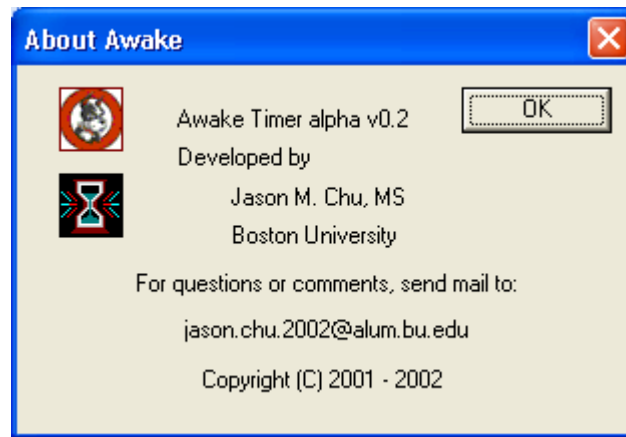 About Awake
Awake Timer alpha v0.2
OK
Developed by
Jason M. Chu, MS
Boston University
For questions or comments, send mail to:
jason.chu.2002@alum.bu.edu
Copyright (C) 2001 - 2002